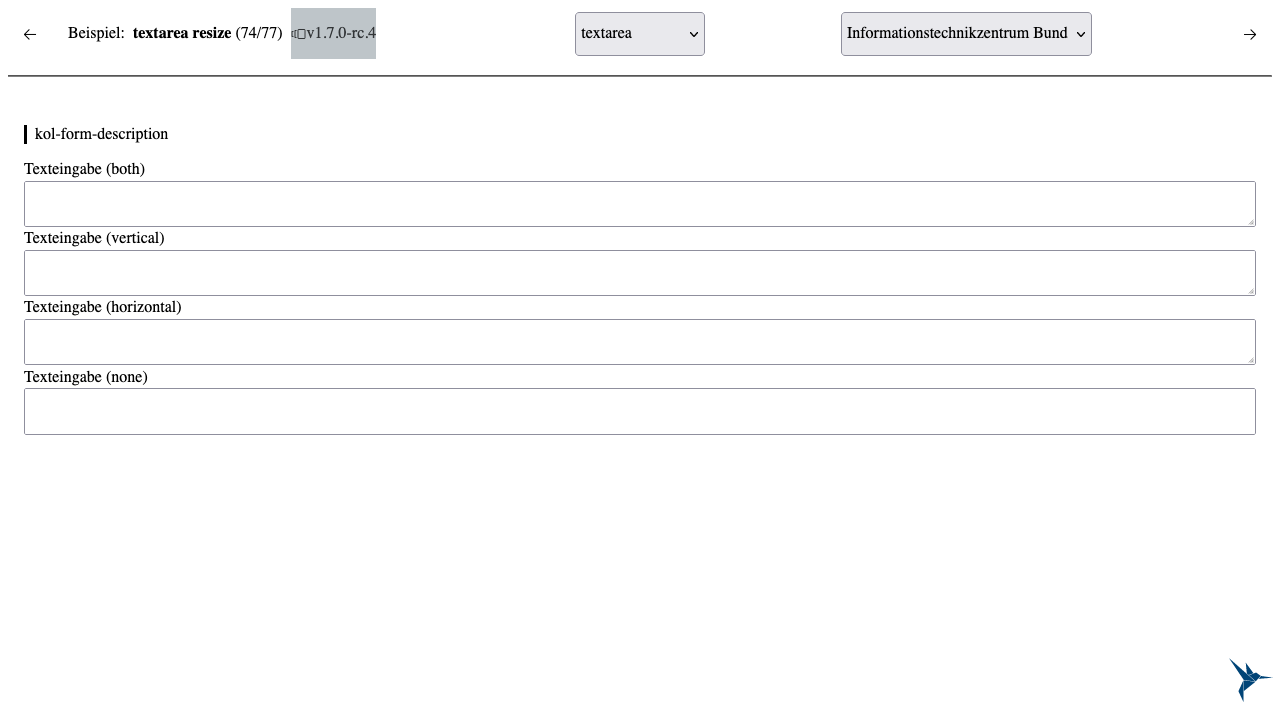 Beispiel: textarea resize (74/77) v1.7.0-rc.4 textarea Informationstechnikzentrum Bund
kol-form-description
Texteingabe (both)
Texteingabe (vertical)
Texteingabe (horizontal)
Texteingabe (none)